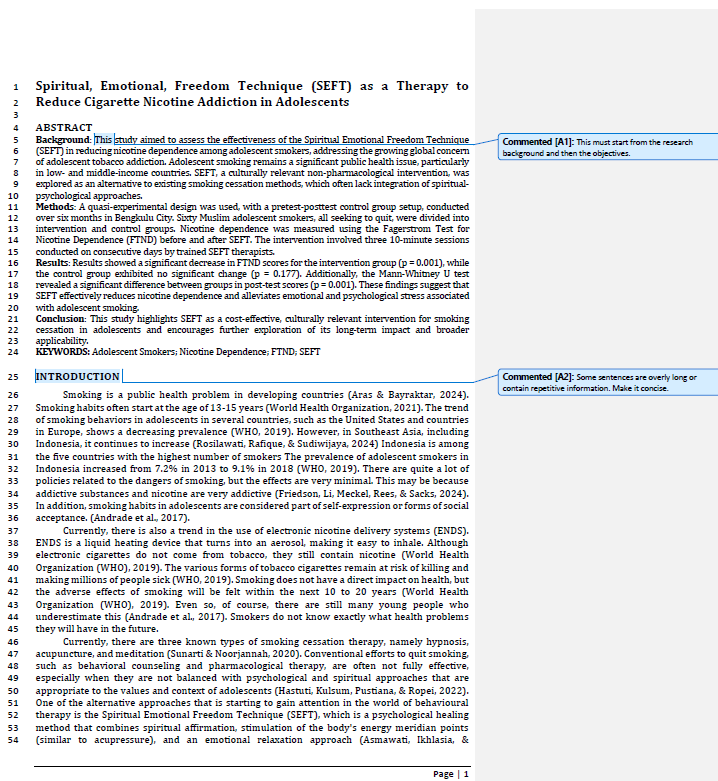 1 Spiritual, Emotional, Freedom Technique (SEFT) as a Therapy to
2 Reduce Cigarette Nicotine Addiction in Adolescents
3
4 ABSTRACT
5 Background: This study aimed to assess the effectiveness of the Spiritual Emotional Freedom Technique
6 (SEFT) in reducing nicotine dependence among adolescent smokers, addressing the growing global concern
7 of adolescent tobacco addiction. Adolescent smoking remains a significant public health issue, particularly
8 in low- and middle-income countries. SEFT, a culturally relevant non-pharmacological intervention, was
9 explored as an alternative to existing smoking cessation methods, which often lack integration of spiritual-
10 psychological approaches.
11 Methods: A quasi-experimental design was used, with a pretest-posttest control group setup, conducted
12 over six months in Bengkulu City. Sixty Muslim adolescent smokers, all seeking to quit, were divided into
13 intervention and control groups. Nicotine dependence was measured using the Fagerstrom Test for
14 Nicotine Dependence (FTND) before and after SEFT. The intervention involved three 10-minute sessions
15 conducted on consecutive days by trained SEFT therapists.
16 Results: Results showed a significant decrease in FTND scores for the intervention group (p = 0.001), while
17 the control group exhibited no significant change (p = 0.177). Additionally, the Mann-Whitney U test
18 revealed a significant difference between groups in post-test scores (p = 0.001). These findings suggest that
19 SEFT effectively reduces nicotine dependence and alleviates emotional and psychological stress associated
20 with adolescent smoking.
21 Conclusion: This study highlights SEFT as a cost-effective, culturally relevant intervention for smoking
22 cessation in adolescents and encourages further exploration of its long-term impact and broader
23 applicability.
24 KEYWORDS: Adolescent Smokers; Nicotine Dependence; FTND; SEFT
25 INTRODUCTION
26 Smoking is a public health problem in developing countries (Aras & Bayraktar, 2024).
27 Smoking habits often start at the age of 13-15 years (World Health Organization, 2021). The trend
28 of smoking behaviors in adolescents in several countries, such as the United States and countries
29 in Europe, shows a decreasing prevalence (WHO, 2019). However, in Southeast Asia, including
30 Indonesia, it continues to increase (Rosilawati, Rafique, & Sudiwijaya, 2024) Indonesia is among
31 the five countries with the highest number of smokers The prevalence of adolescent smokers in
32 Indonesia increased from 7.2% in 2013 to 9.1% in 2018 (WHO, 2019). There are quite a lot of
33 policies related to the dangers of smoking, but the effects are very minimal. This may be because
34 addictive substances and nicotine are very addictive (Friedson, Li, Meckel, Rees, & Sacks, 2024).
35 In addition, smoking habits in adolescents are considered part of self-expression or forms of social
36 acceptance. (Andrade et al., 2017).
37 Currently, there is also a trend in the use of electronic nicotine delivery systems (ENDS).
38 ENDS is a liquid heating device that turns into an aerosol, making it easy to inhale. Although
39 electronic cigarettes do not come from tobacco, they still contain nicotine (World Health
40 Organization (WHO), 2019). The various forms of tobacco cigarettes remain at risk of killing and
41 making millions of people sick (WHO, 2019). Smoking does not have a direct impact on health, but
42 the adverse effects of smoking will be felt within the next 10 to 20 years (World Health
43 Organization (WHO), 2019). Even so, of course, there are still many young people who
44 underestimate this (Andrade et al., 2017). Smokers do not know exactly what health problems
45 they will have in the future.
46 Currently, there are three known types of smoking cessation therapy, namely hypnosis,
47 acupuncture, and meditation (Sunarti & Noorjannah, 2020). Conventional efforts to quit smoking,
48 such as behavioral counseling and pharmacological therapy, are often not fully effective,
49 especially when they are not balanced with psychological and spiritual approaches that are
50 appropriate to the values and context of adolescents (Hastuti, Kulsum, Pustiana, & Ropei, 2022).
51 One of the alternative approaches that is starting to gain attention in the world of behavioural
52 therapy is the Spiritual Emotional Freedom Technique (SEFT), which is a psychological healing
53 method that combines spiritual affirmation, stimulation of the body's energy meridian points
54 (similar to acupressure), and an emotional relaxation approach (Asmawati, Ikhlasia, &
Page | 1
Commented [A1]: This must start from the research
background and then the objectives.
Commented [A2]: Some sentences are overly long or
contain repetitive information. Make it concise.